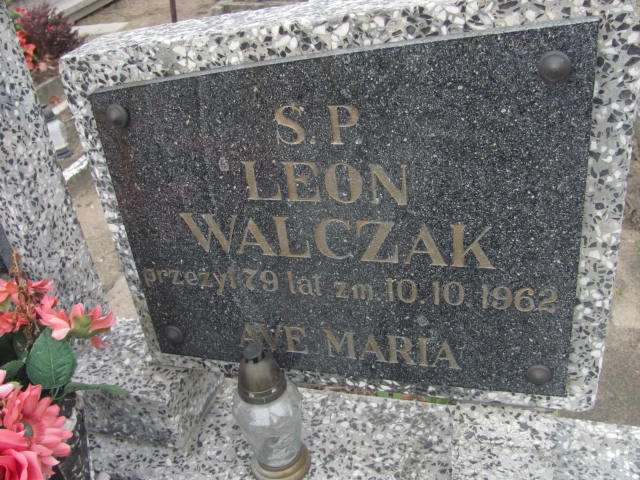 S.P.
LEON
WALCZAK
przeżył 79 lat zm. 10.10.1962
AVE MARIA